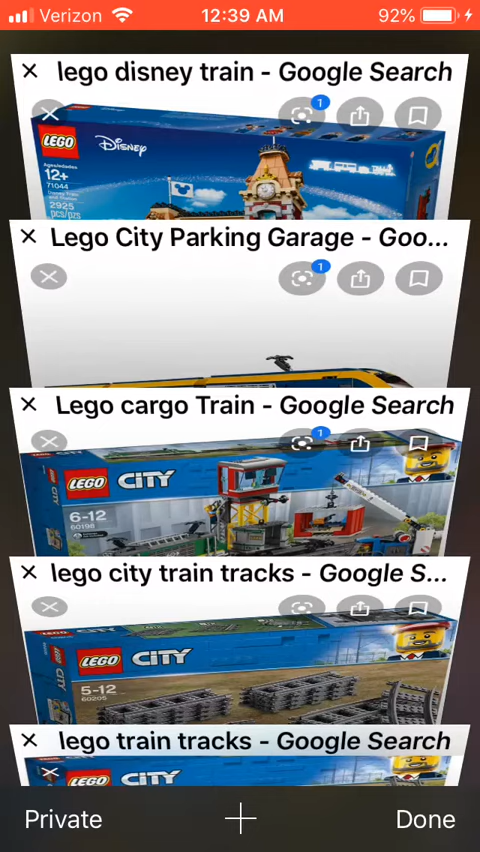 Verizon 12:39 AM 92%
lego disney train - Google Search
1
LEGO Disney
12+
71044
2925
pcs/pzs
Lego City Parking Garage - Goo...
1
Lego cargo Train - Google Search
1
LEGO CITY
6-12
60198
lego city train tracks - Google S...
LEGO CITY
5-12
60205
lego train tracks - Google Search
LEGO CITY
Private
Done